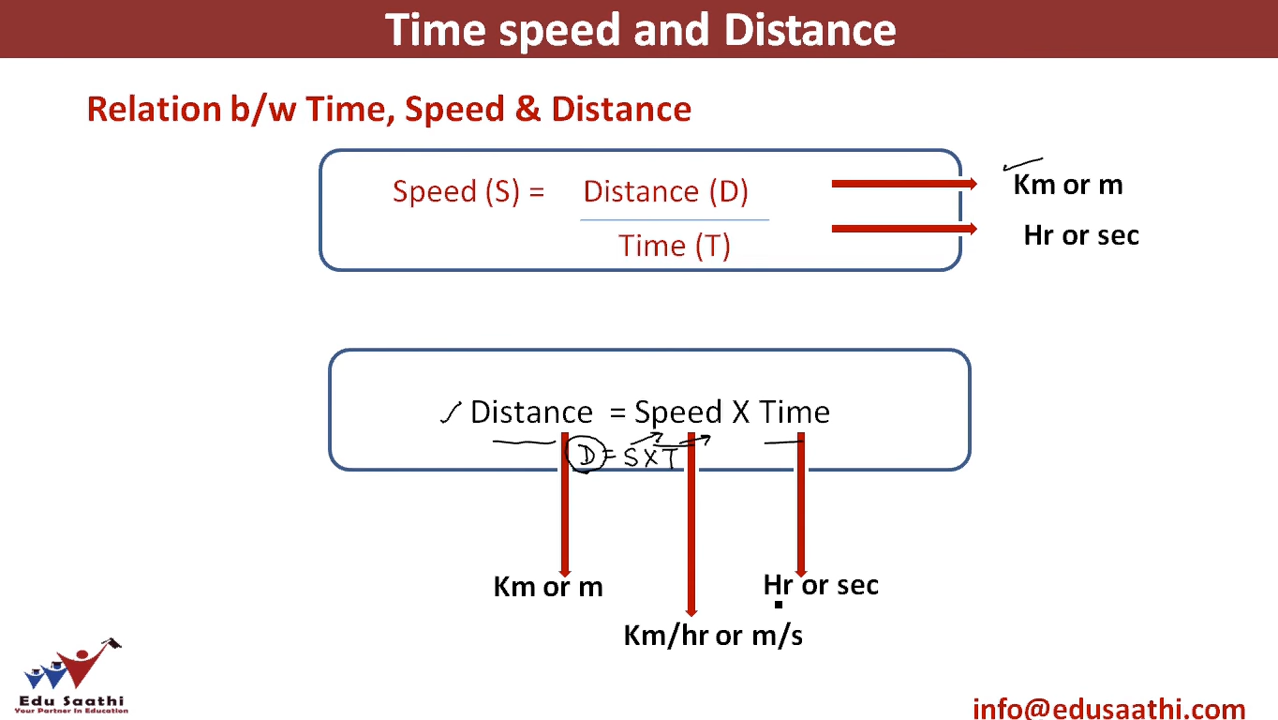 Time speed and Distance
Relation b/w Time, Speed & Distance
Speed (S) = Distance (D)
Time (T)
Km or m
Hr or sec
Distance = Speed X Time
D = S X T
Km or m
Hr or sec
Km/hr or m/s
Edu Saathi
Your Partner In Education
info@edusaathi.com